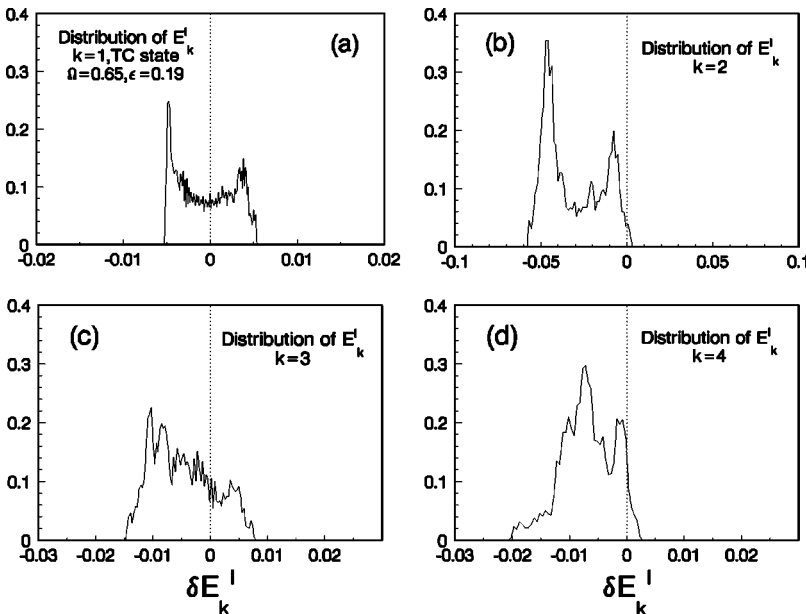 0.4
0.3
0.2
0.1
0
-0.02
-0.01
0
0.01
0.02
Distribution of E^I_k
k=1,TC state
Ω=0.65,ϵ=0.19
(a)
0.4
0.3
0.2
0.1
0
-0.1
-0.05
0
0.05
0.1
(b)
Distribution of E^I_k
k=2
0.4
0.3
0.2
0.1
0
-0.03
-0.02
-0.01
0
0.01
0.02
(c)
Distribution of E^I_k
k=3
δE_k^I
0.4
0.3
0.2
0.1
0
-0.03
-0.02
-0.01
0
0.01
0.02
(d)
Distribution of E^I_k
k=4
δE_k^I